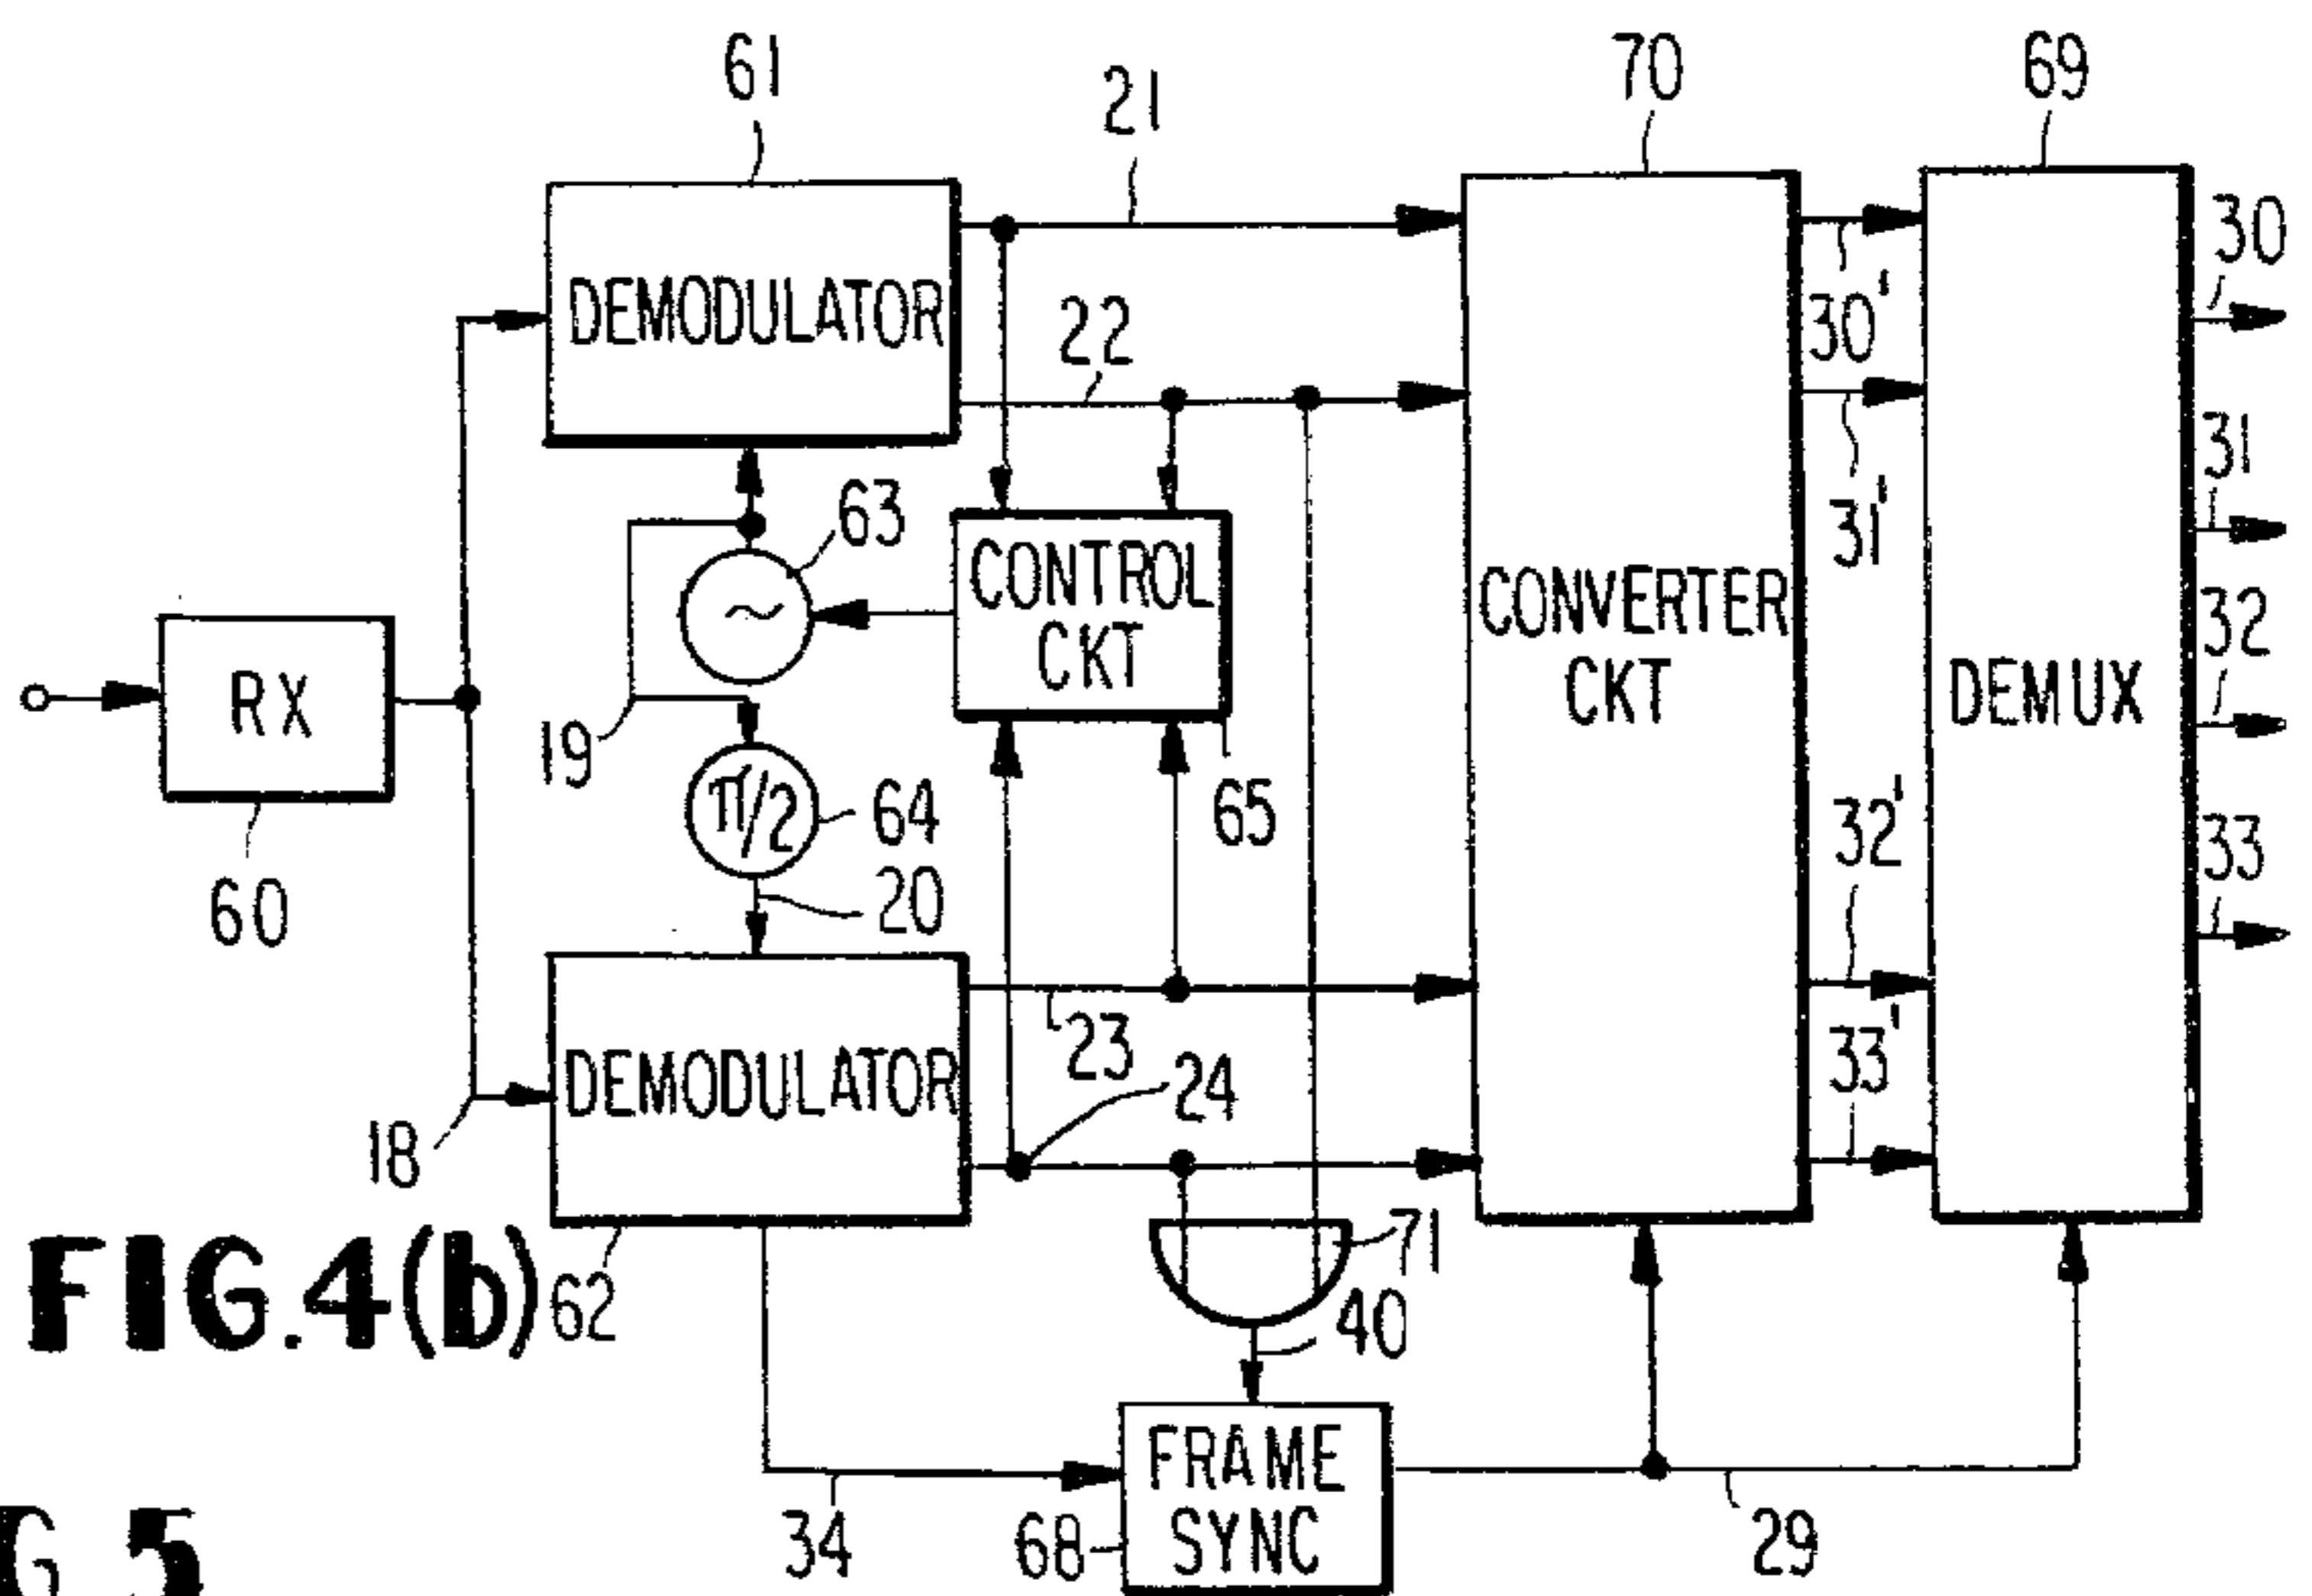 61
21
70
69
30
DEMODULATOR
22
30'
63
31
31'
CONTROL
CKT
CONVERTER
CKT
32
RX
DEMUX
19
π/2
64
65
32'
33
60
20
23
33'
24
DEMODULATOR
18
71
FIG.4(b)
62
40
FRAME
SYNC
34
68
29
G 5